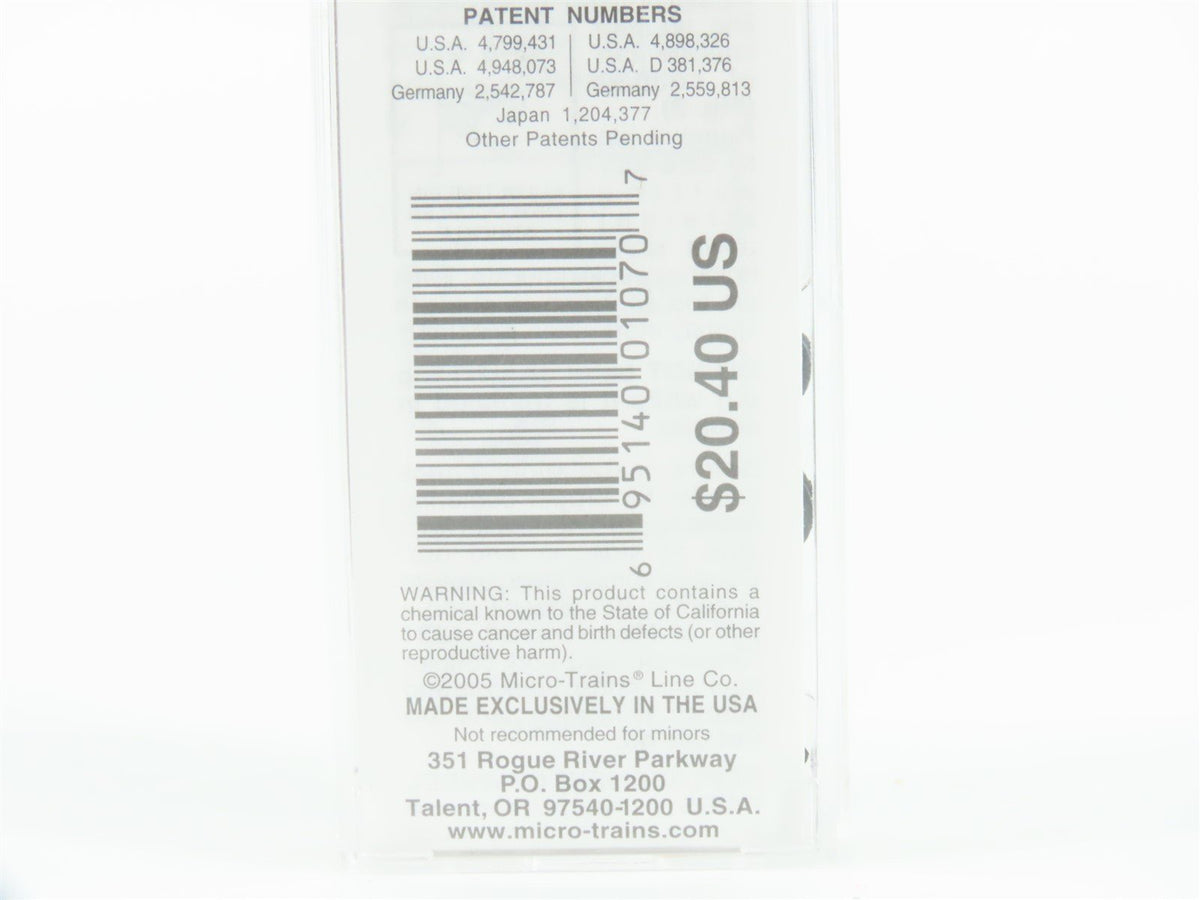 PATENT NUMBERS
U.S.A. 4,799,431 | U.S.A. 4,898,326
U.S.A. 4,948,073 | U.S.A. D 381,376
Germany 2,542,787 | Germany 2,559,813
Japan 1,204,377
Other Patents Pending
6 95140 01070 7
$20.40 US
WARNING: This product contains a
chemical known to the State of California
to cause cancer and birth defects (or other
reproductive harm).
©2005 Micro-Trains® Line Co.
MADE EXCLUSIVELY IN THE USA
Not recommended for minors
351 Rogue River Parkway
P.O. Box 1200
Talent, OR 97540-1200 U.S.A.
www.micro-trains.com